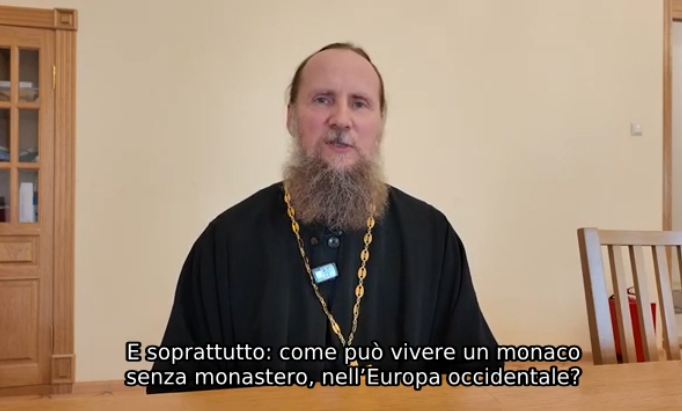 E soprattutto: come può vivere un monaco
senza monastero, nell'Europa occidentale?